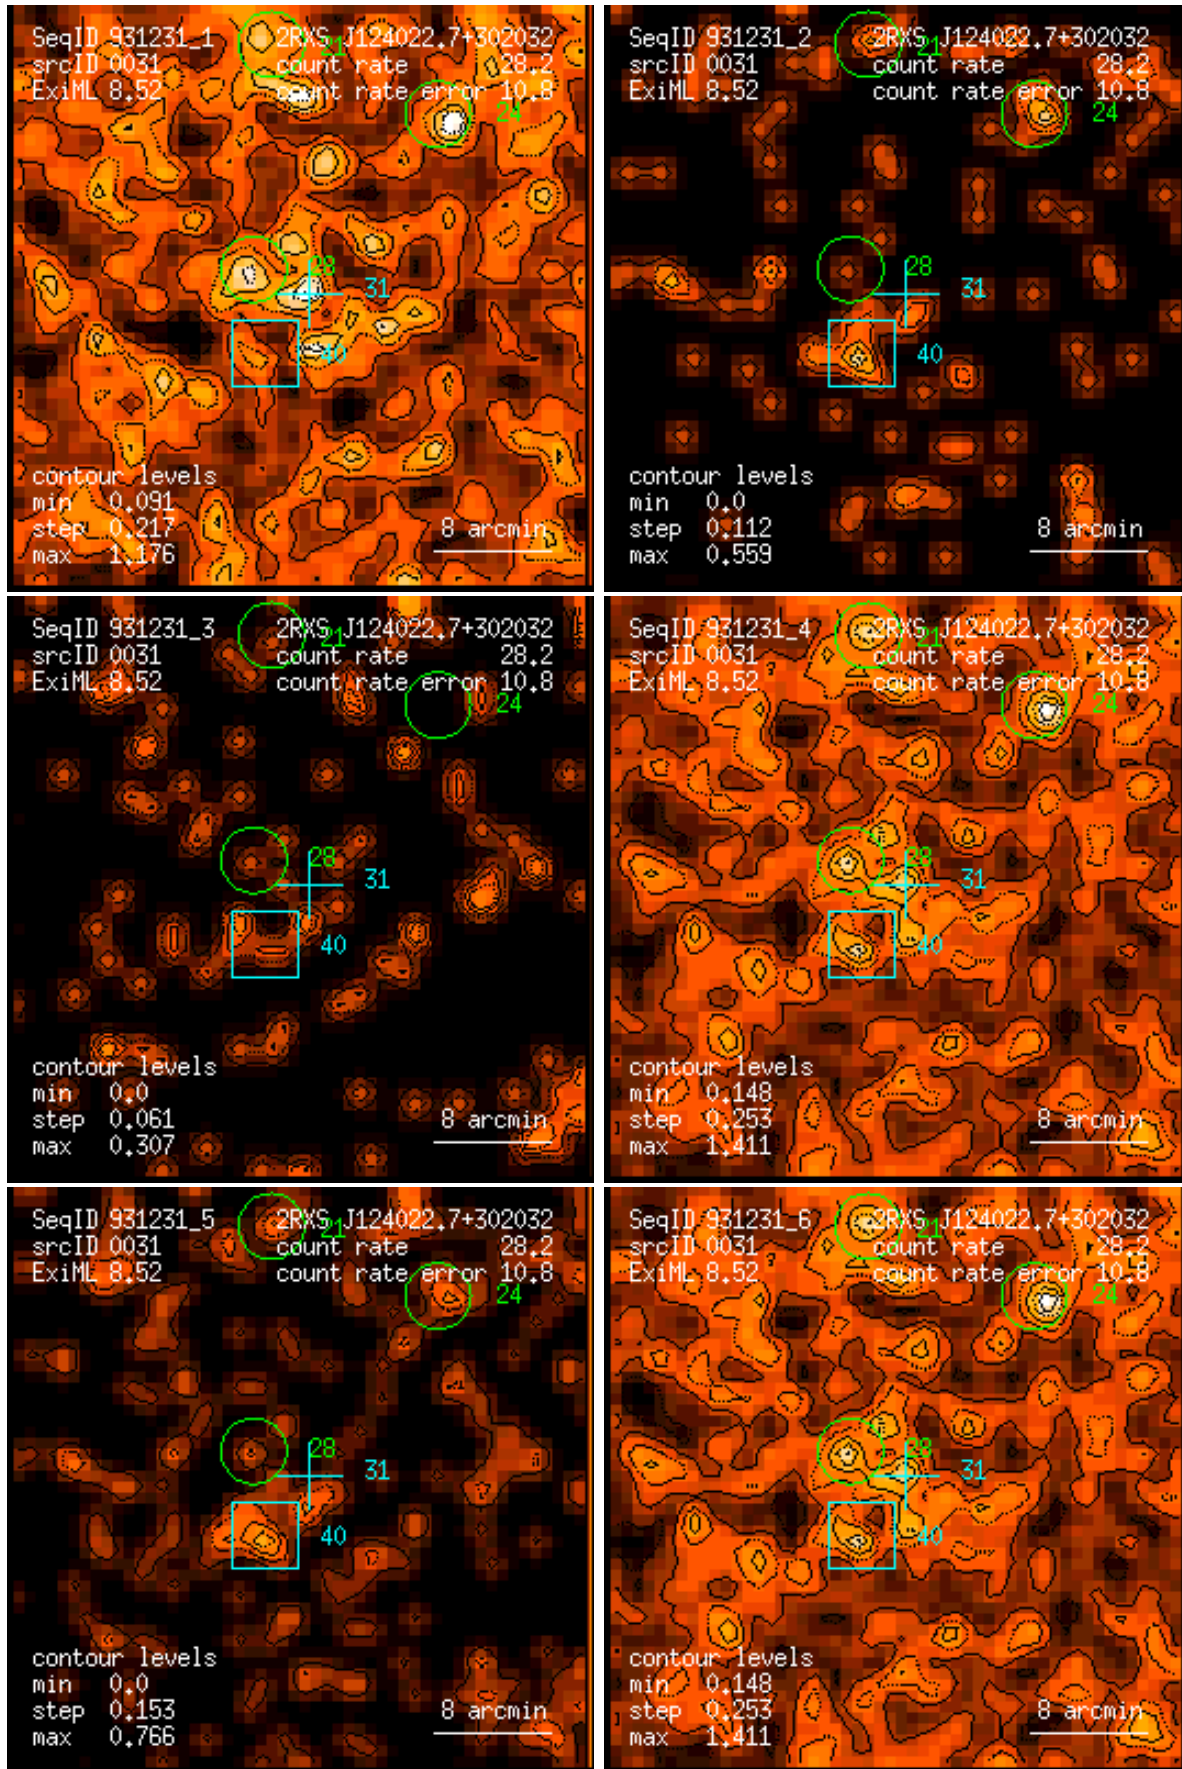 SeqID 931231_1 2RXS J124022.7+302032
21
srcID 0031 count rate 28.2
ExiML 8.52 count rate error 10.8
24
28
31
40
contour levels
min 0.091
step 0.217 8 arcmin
max 1.176
SeqID 931231_2 2RXS J124022.7+302032
21
srcID 0031 count rate 28.2
ExiML 8.52 count rate error 10.8
24
28
31
40
contour levels
min 0.0
step 0.112 8 arcmin
max 0.559
SeqID 931231_3 2RXS J124022.7+302032
21
srcID 0031 count rate 28.2
ExiML 8.52 count rate error 10.8
24
28
31
40
contour levels
min 0.0
step 0.061 8 arcmin
max 0.307
SeqID 931231_4 2RXS J124022.7+302032
21
srcID 0031 count rate 28.2
ExiML 8.52 count rate error 10.8
24
28
31
40
contour levels
min 0.148
step 0.253 8 arcmin
max 1.411
SeqID 931231_5 2RXS J124022.7+302032
21
srcID 0031 count rate 28.2
ExiML 8.52 count rate error 10.8
24
28
31
40
contour levels
min 0.0
step 0.153 8 arcmin
max 0.766
SeqID 931231_6 2RXS J124022.7+302032
21
srcID 0031 count rate 28.2
ExiML 8.52 count rate error 10.8
24
28
31
40
contour levels
min 0.148
step 0.253 8 arcmin
max 1.411